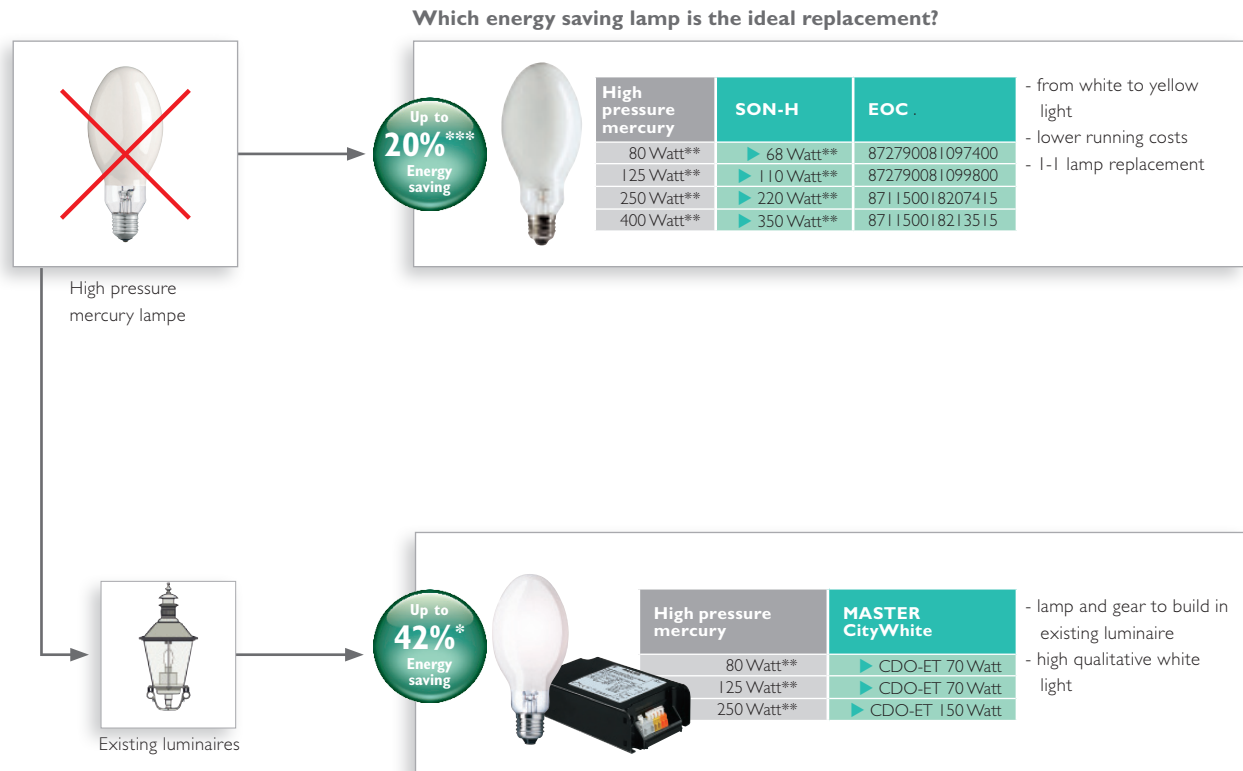 Which energy saving lamp is the ideal replacement?
High pressure
mercury lampe
Up to
20%***
Energy
saving
High
pressure
mercury
SON-H
EOC .
80 Watt**
▶ 68 Watt**
872790081097400
125 Watt**
▶ 110 Watt**
872790081099800
250 Watt**
▶ 220 Watt**
871150018207415
400 Watt**
▶ 350 Watt**
871150018213515
- from white to yellow
light
- lower running costs
- 1-1 lamp replacement
Existing luminaires
Up to
42%*
Energy
saving
High pressure
mercury
MASTER
CityWhite
80 Watt**
▶ CDO-ET 70 Watt
125 Watt**
▶ CDO-ET 70 Watt
250 Watt**
▶ CDO-ET 150 Watt
- lamp and gear to build in
existing luminaire
- high qualitative white
light